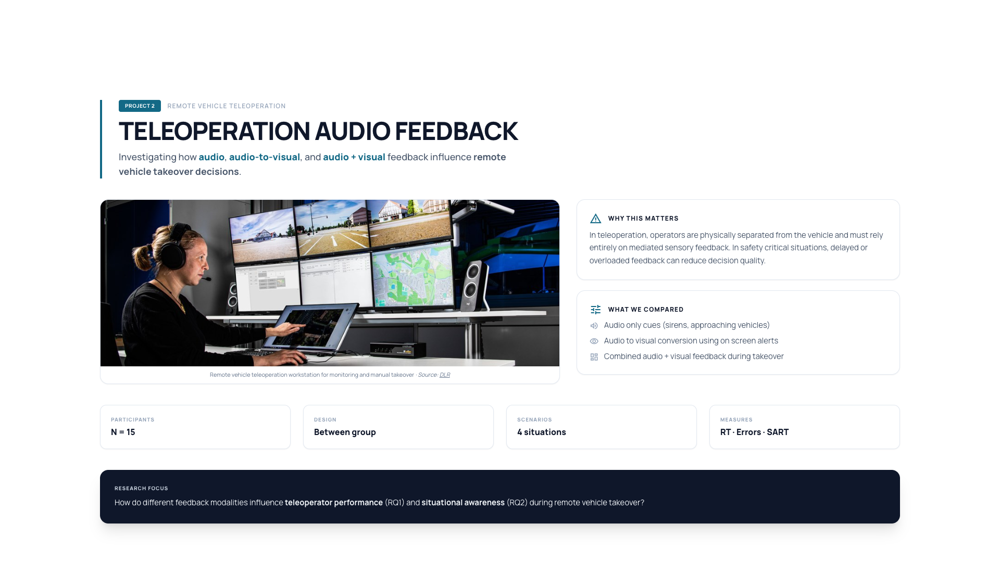 PROJECT 2 REMOTE VEHICLE TELEOPERATION
TELEOPERATION AUDIO FEEDBACK
Investigating how audio, audio-to-visual, and audio + visual feedback influence remote
vehicle takeover decisions.
Remote vehicle teleoperation workstation for monitoring and manual takeover · Source: DLR
WHY THIS MATTERS
In teleoperation, operators are physically separated from the vehicle and must rely
entirely on mediated sensory feedback. In safety critical situations, delayed or
overloaded feedback can reduce decision quality.
WHAT WE COMPARED
Audio only cues (sirens, approaching vehicles)
Audio to visual conversion using on screen alerts
Combined audio + visual feedback during takeover
PARTICIPANTS
N = 15
DESIGN
Between group
SCENARIOS
4 situations
MEASURES
RT · Errors · SART
RESEARCH FOCUS
How do different feedback modalities influence teleoperator performance (RQ1) and situational awareness (RQ2) during remote vehicle takeover?